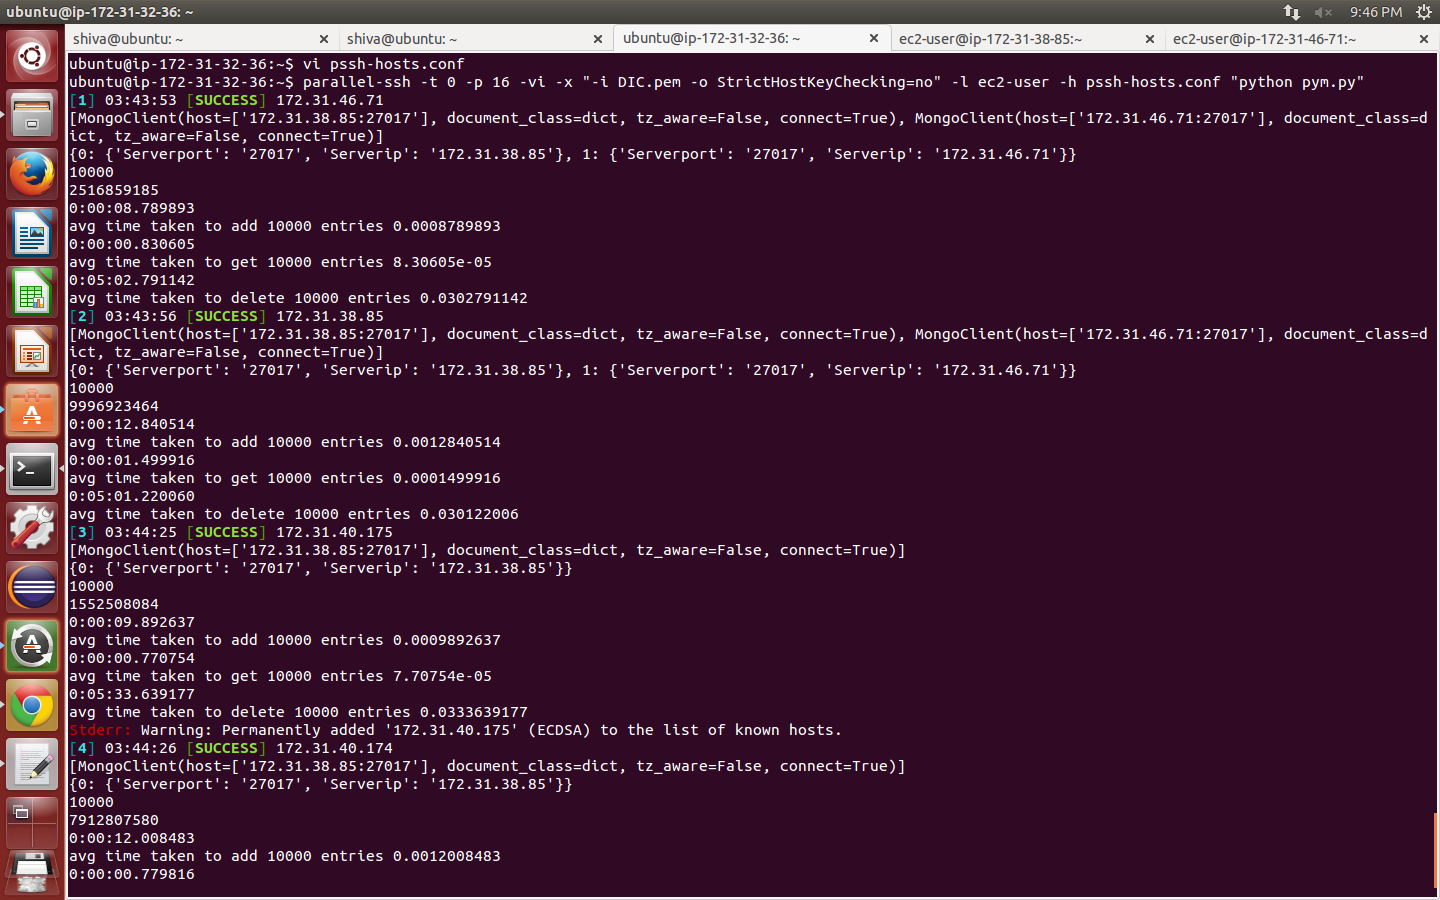 ubuntu@ip-172-31-32-36: ~
9:46 PM
shiva@ubuntu: ~
shiva@ubuntu: ~
ubuntu@ip-172-31-32-36: ~
ec2-user@ip-172-31-38-85:~
ec2-user@ip-172-31-46-71:~
ubuntu@ip-172-31-32-36:~$ vi pssh-hosts.conf
ubuntu@ip-172-31-32-36:~$ parallel-ssh -t 0 -p 16 -vi -x "-i DIC.pem -o StrictHostKeyChecking=no" -l ec2-user -h pssh-hosts.conf "python pym.py"
[1] 03:43:53 [SUCCESS] 172.31.46.71
[MongoClient(host=['172.31.38.85:27017'], document_class=dict, tz_aware=False, connect=True), MongoClient(host=['172.31.46.71:27017'], document_class=d
ict, tz_aware=False, connect=True)]
{0: {'Serverport': '27017', 'Serverip': '172.31.38.85'}, 1: {'Serverport': '27017', 'Serverip': '172.31.46.71'}}
10000
2516859185
0:00:08.789893
avg time taken to add 10000 entries 0.0008789893
0:00:00.830605
avg time taken to get 10000 entries 8.30605e-05
0:05:02.791142
avg time taken to delete 10000 entries 0.0302791142
[2] 03:43:56 [SUCCESS] 172.31.38.85
[MongoClient(host=['172.31.38.85:27017'], document_class=dict, tz_aware=False, connect=True), MongoClient(host=['172.31.46.71:27017'], document_class=d
ict, tz_aware=False, connect=True)]
{0: {'Serverport': '27017', 'Serverip': '172.31.38.85'}, 1: {'Serverport': '27017', 'Serverip': '172.31.46.71'}}
10000
9996923464
0:00:12.840514
avg time taken to add 10000 entries 0.0012840514
0:00:01.499916
avg time taken to get 10000 entries 0.0001499916
0:05:01.220060
avg time taken to delete 10000 entries 0.030122006
[3] 03:44:25 [SUCCESS] 172.31.40.175
[MongoClient(host=['172.31.38.85:27017'], document_class=dict, tz_aware=False, connect=True)]
{0: {'Serverport': '27017', 'Serverip': '172.31.38.85'}}
10000
1552508084
0:00:09.892637
avg time taken to add 10000 entries 0.0009892637
0:00:00.770754
avg time taken to get 10000 entries 7.70754e-05
0:05:33.639177
avg time taken to delete 10000 entries 0.0333639177
Stderr: Warning: Permanently added '172.31.40.175' (ECDSA) to the list of known hosts.
[4] 03:44:26 [SUCCESS] 172.31.40.174
[MongoClient(host=['172.31.38.85:27017'], document_class=dict, tz_aware=False, connect=True)]
{0: {'Serverport': '27017', 'Serverip': '172.31.38.85'}}
10000
7912807580
0:00:12.008483
avg time taken to add 10000 entries 0.0012008483
0:00:00.779816